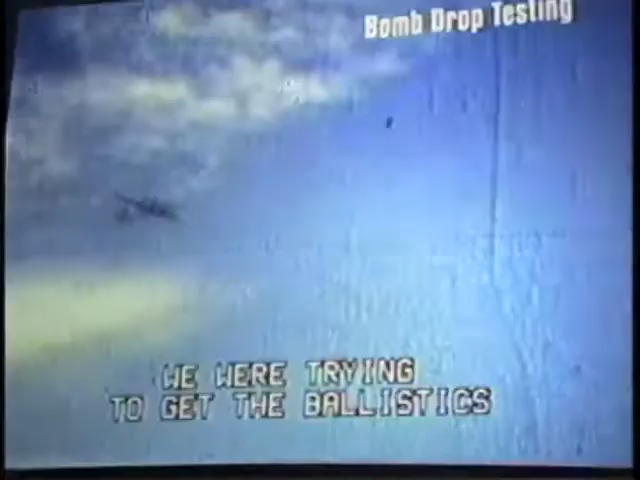 Bomb Drop Testing
WE WERE TRYING
TO GET THE BALLISTICS